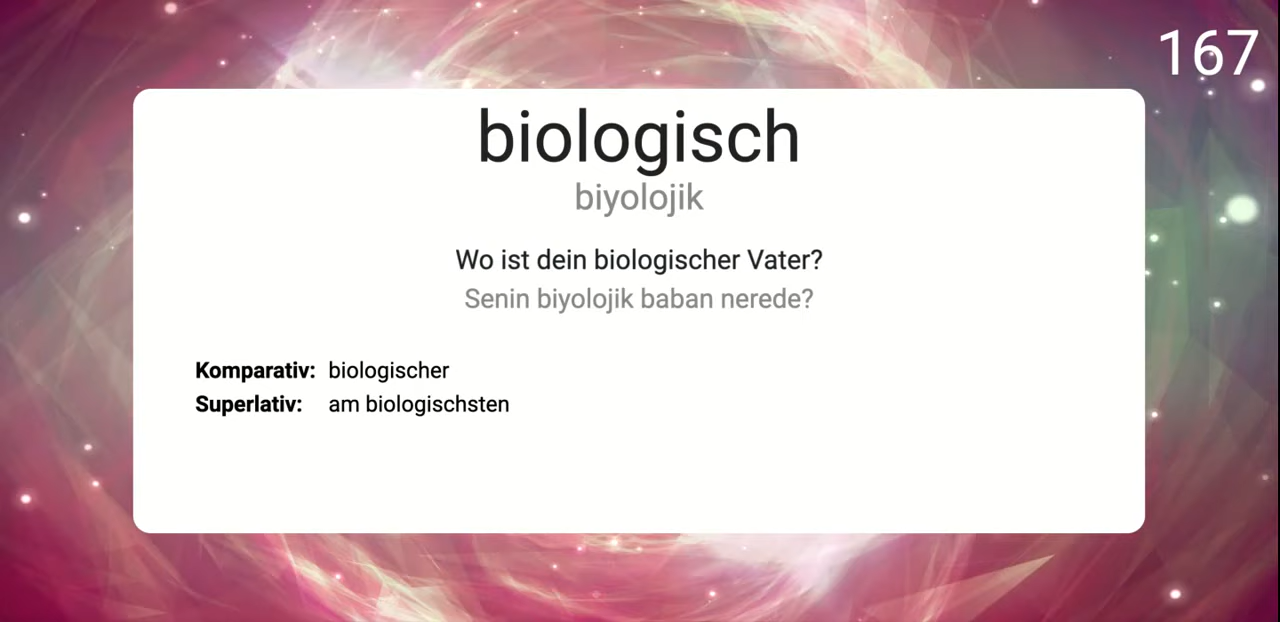 167
biologisch
biyolojik
Wo ist dein biologischer Vater?
Senin biyolojik baban nerede?
Komparativ: biologischer
Superlativ: am biologischsten